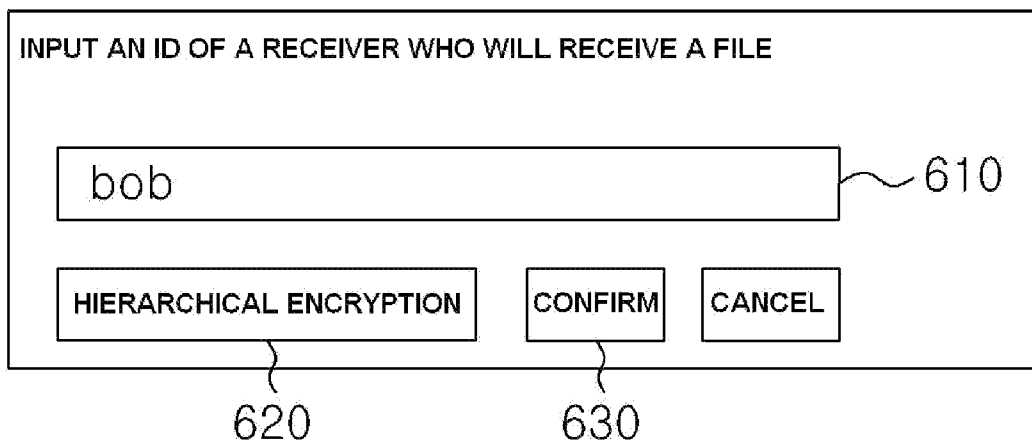 INPUT AN ID OF A RECEIVER WHO WILL RECEIVE A FILE
bob
610
HIERARCHICAL ENCRYPTION CONFIRM CANCEL
620 630